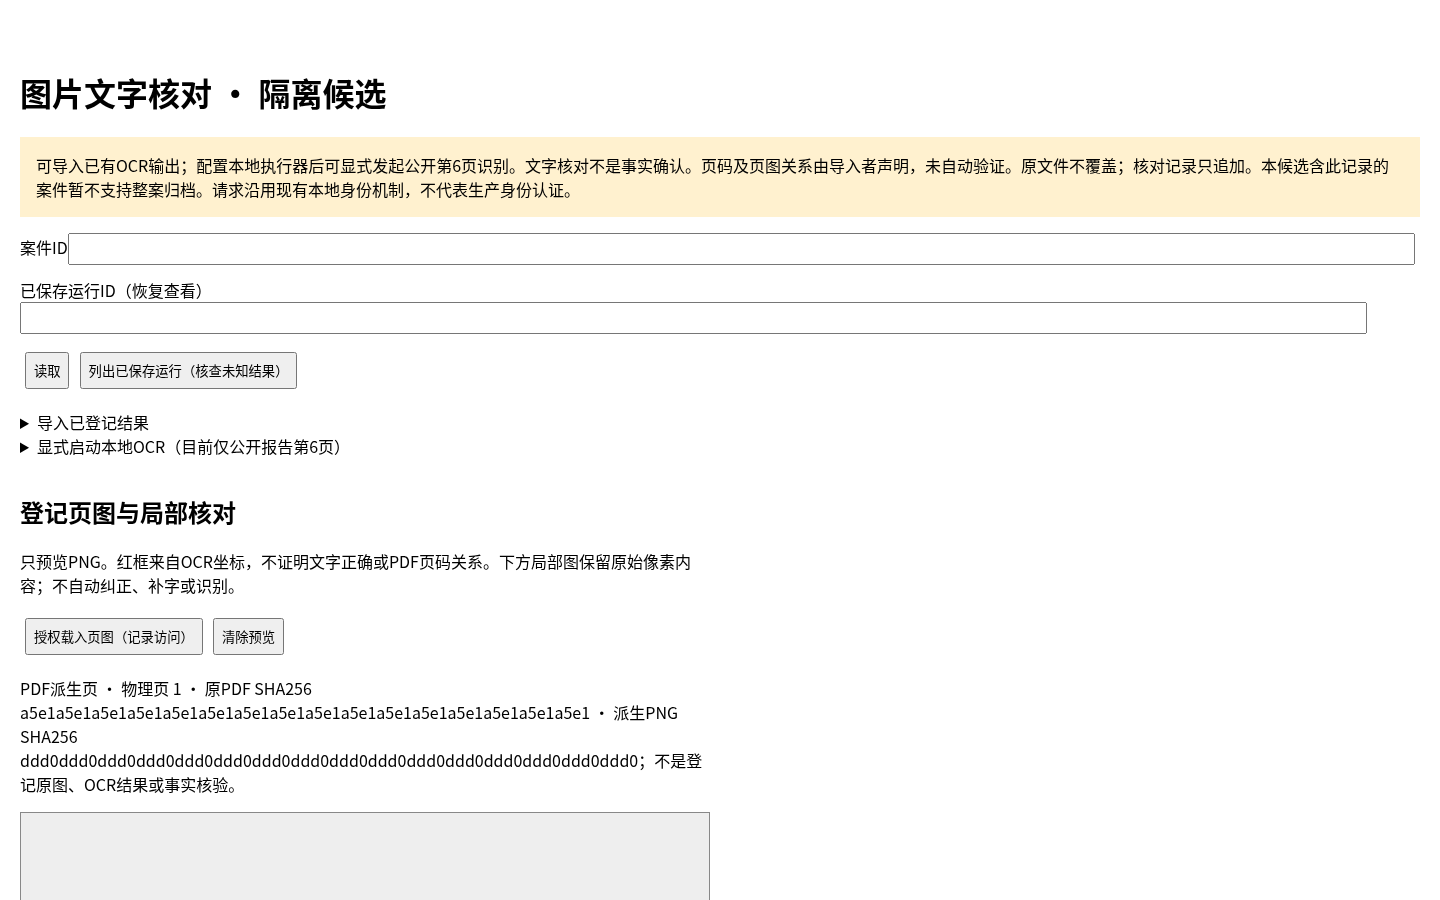 图片文字核对 · 隔离候选
可导入已有OCR输出；配置本地执行器后可显式发起公开第6页识别。文字核对不是事实确认。页码及页图关系由导入者声明，未自动验证。原文件不覆盖；核对记录只追加。本候选含此记录的
案件暂不支持整案归档。请求沿用现有本地身份机制，不代表生产身份认证。
案件ID
已保存运行ID（恢复查看）
读取 列出已保存运行（核查未知结果）
▶ 导入已登记结果
▶ 显式启动本地OCR（目前仅公开报告第6页）
登记页图与局部核对
只预览PNG。红框来自OCR坐标，不证明文字正确或PDF页码关系。下方局部图保留原始像素内
容；不自动纠正、补字或识别。
授权载入页图（记录访问） 清除预览
PDF派生页 · 物理页 1 · 原PDF SHA256
a5e1a5e1a5e1a5e1a5e1a5e1a5e1a5e1a5e1a5e1a5e1a5e1a5e1a5e1a5e1a5e1 · 派生PNG
SHA256
ddd0ddd0ddd0ddd0ddd0ddd0ddd0ddd0ddd0ddd0ddd0ddd0ddd0ddd0ddd0ddd0；不是登
记原图、OCR结果或事实核验。